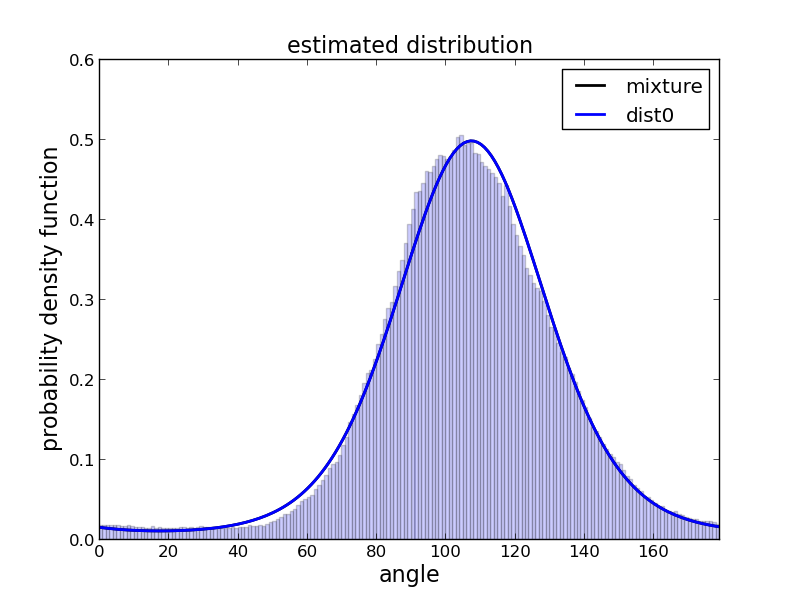 estimated distribution
mixture
dist0
probability density function
0.6
0.5
0.4
0.3
0.2
0.1
0.0
0 20 40 60 80 100 120 140 160
angle